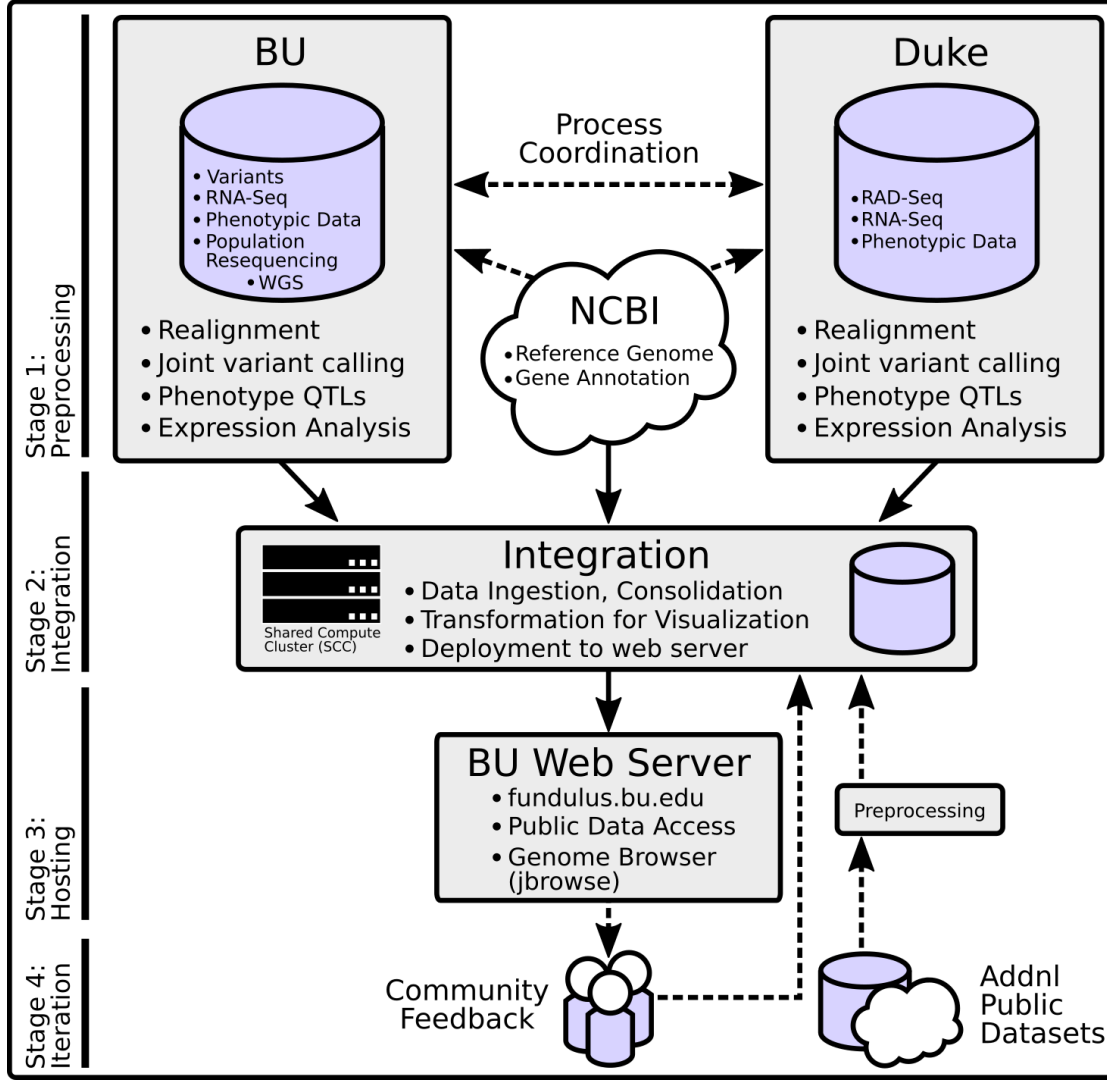 BU
• Variants
• RNA-Seq
• Phenotypic Data
• Population
Resequencing
• WGS
• Realignment
• Joint variant calling
• Phenotype QTLs
• Expression Analysis
Process
Coordination
NCBI
• Reference Genome
• Gene Annotation
Duke
• RAD-Seq
• RNA-Seq
• Phenotypic Data
• Realignment
• Joint variant calling
• Phenotype QTLs
• Expression Analysis
Stage 1:
Preprocessing
Stage 2:
Integration
Shared Compute
Cluster (SCC)
Integration
• Data Ingestion, Consolidation
• Transformation for Visualization
• Deployment to web server
Stage 3:
Hosting
BU Web Server
• fundulus.bu.edu
• Public Data Access
• Genome Browser
(jbrowse)
Preprocessing
Stage 4:
Iteration
Community
Feedback
Addnl
Public
Datasets